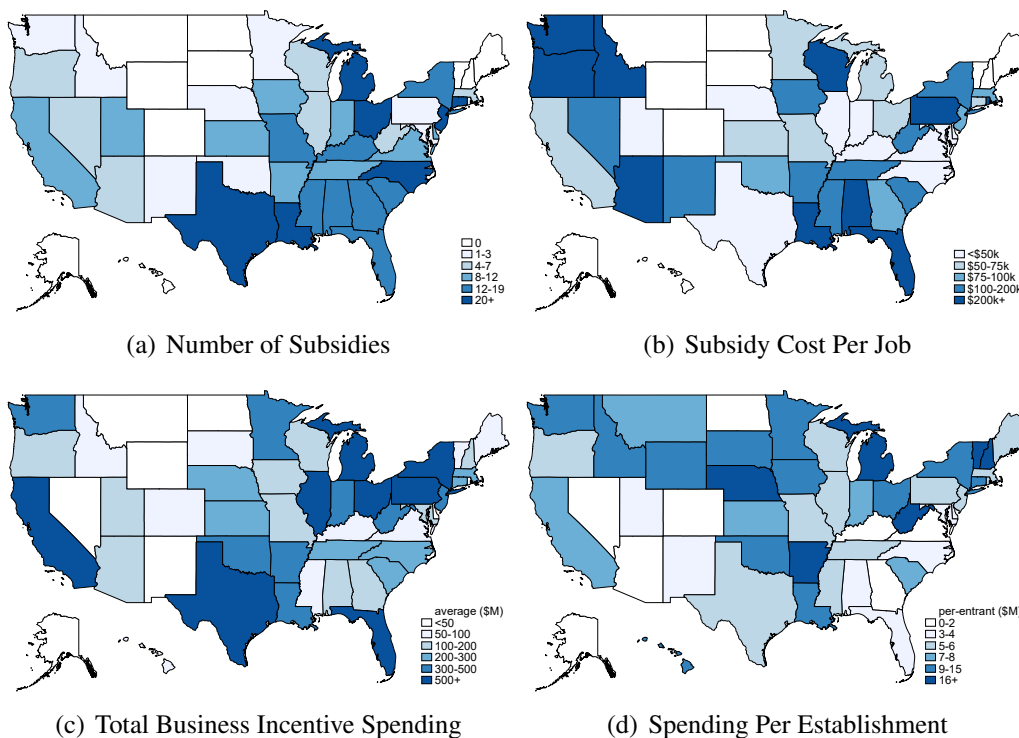 0
1-3
4-7
8-12
12-19
20+
(a) Number of Subsidies
<$50k
$50-75k
$75-100k
$100-200k
$200k+
(b) Subsidy Cost Per Job
average ($M)
<50
50-100
100-200
200-300
300-500
500+
(c) Total Business Incentive Spending
per-entrant ($M)
0-2
3-4
5-6
7-8
9-15
16+
(d) Spending Per Establishment